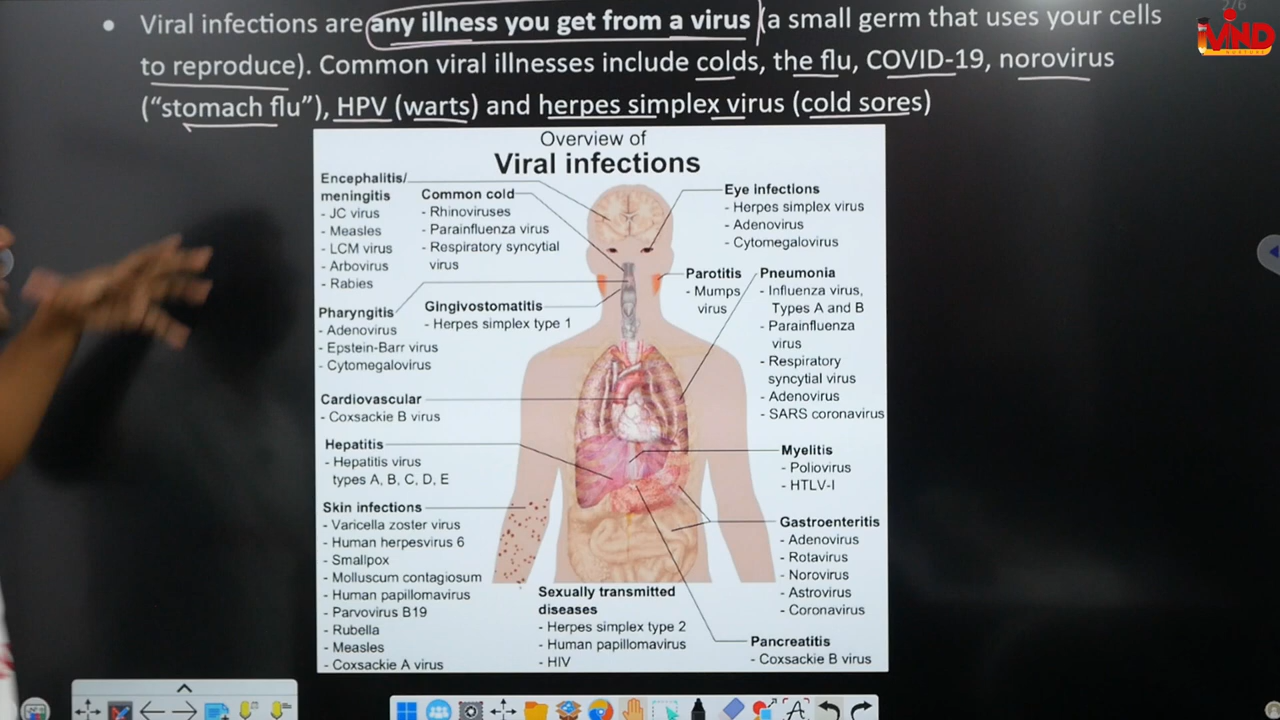 2/6
• Viral infections are any illness you get from a virus (a small germ that uses your cells
to reproduce). Common viral illnesses include colds, the flu, COVID-19, norovirus
(“stomach flu”), HPV (warts) and herpes simplex virus (cold sores)
MIND
Overview of
Viral infections
Encephalitis/
meningitis
- JC virus
- Measles
- LCM virus
- Arbovirus
- Rabies
Common cold
- Rhinoviruses
- Parainfluenza virus
- Respiratory syncytial
virus
Eye infections
- Herpes simplex virus
- Adenovirus
- Cytomegalovirus
Pharyngitis
- Adenovirus
- Epstein-Barr virus
- Cytomegalovirus
Gingivostomatitis
- Herpes simplex type 1
Parotitis
- Mumps
virus
Pneumonia
- Influenza virus,
Types A and B
- Parainfluenza
virus
- Respiratory
syncytial virus
- Adenovirus
- SARS coronavirus
Cardiovascular
- Coxsackie B virus
Hepatitis
- Hepatitis virus
types A, B, C, D, E
Myelitis
- Poliovirus
- HTLV-I
Skin infections
- Varicella zoster virus
- Human herpesvirus 6
- Smallpox
- Molluscum contagiosum
- Human papillomavirus
- Parvovirus B19
- Rubella
- Measles
- Coxsackie A virus
Gastroenteritis
- Adenovirus
- Rotavirus
- Norovirus
- Astrovirus
- Coronavirus
Sexually transmitted
diseases
- Herpes simplex type 2
- Human papillomavirus
- HIV
Pancreatitis
- Coxsackie B virus